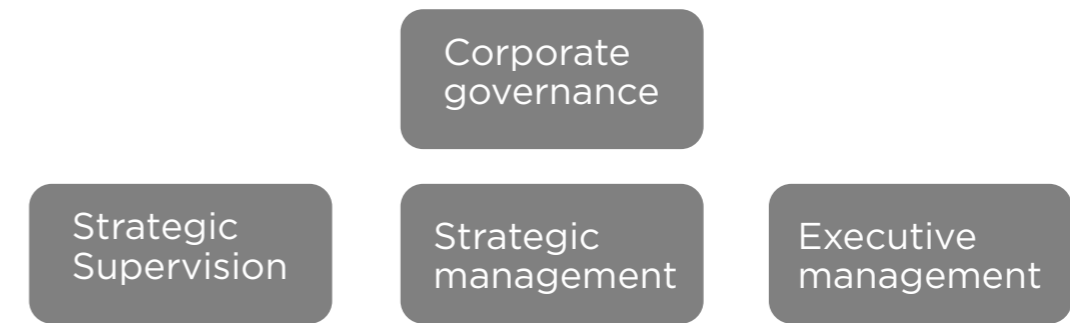 Corporate
governance
Strategic
Supervision
Strategic
management
Executive
management